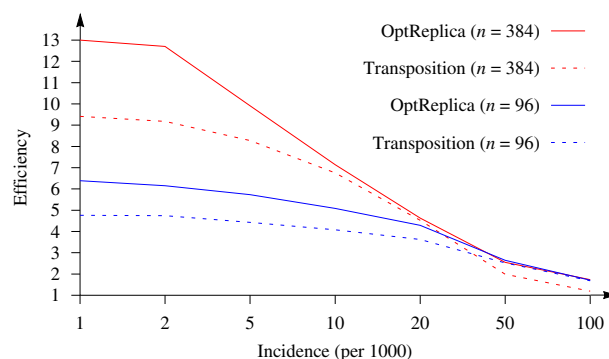 OptReplica (n = 384)
Transposition (n = 384)
OptReplica (n = 96)
Transposition (n = 96)
Efficiency
13
12
11
10
9
8
7
6
5
4
3
2
1
1 2 5 10 20 50 100
Incidence (per 1000)